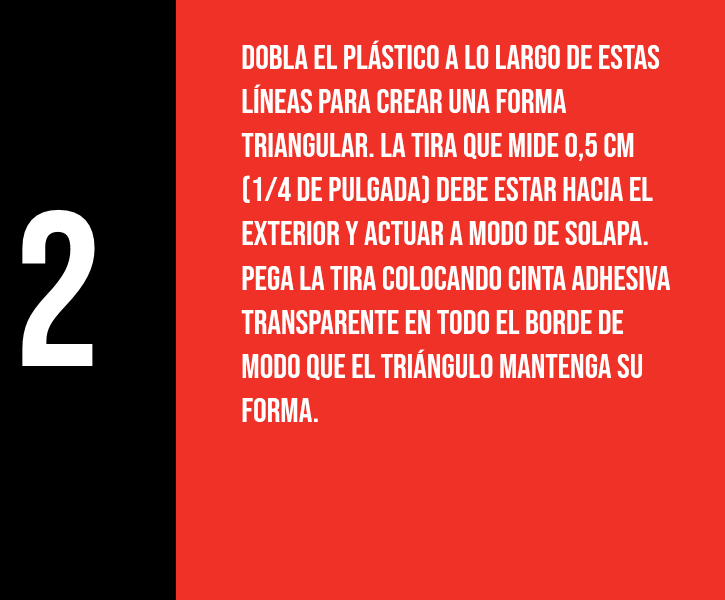 2
DOBLA EL PLÁSTICO A LO LARGO DE ESTAS
LÍNEAS PARA CREAR UNA FORMA
TRIANGULAR. LA TIRA QUE MIDE 0,5 CM
(1/4 DE PULGADA) DEBE ESTAR HACIA EL
EXTERIOR Y ACTUAR A MODO DE SOLAPA.
PEGA LA TIRA COLOCANDO CINTA ADHESIVA
TRANSPARENTE EN TODO EL BORDE DE
MODO QUE EL TRIÁNGULO MANTENGA SU
FORMA.